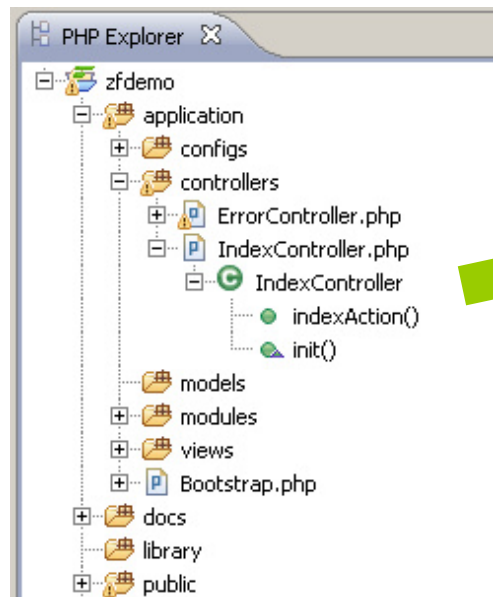 PHP Explorer
zfdemo
application
configs
controllers
ErrorController.php
IndexController.php
IndexController
indexAction()
init()
models
modules
views
Bootstrap.php
docs
library
public